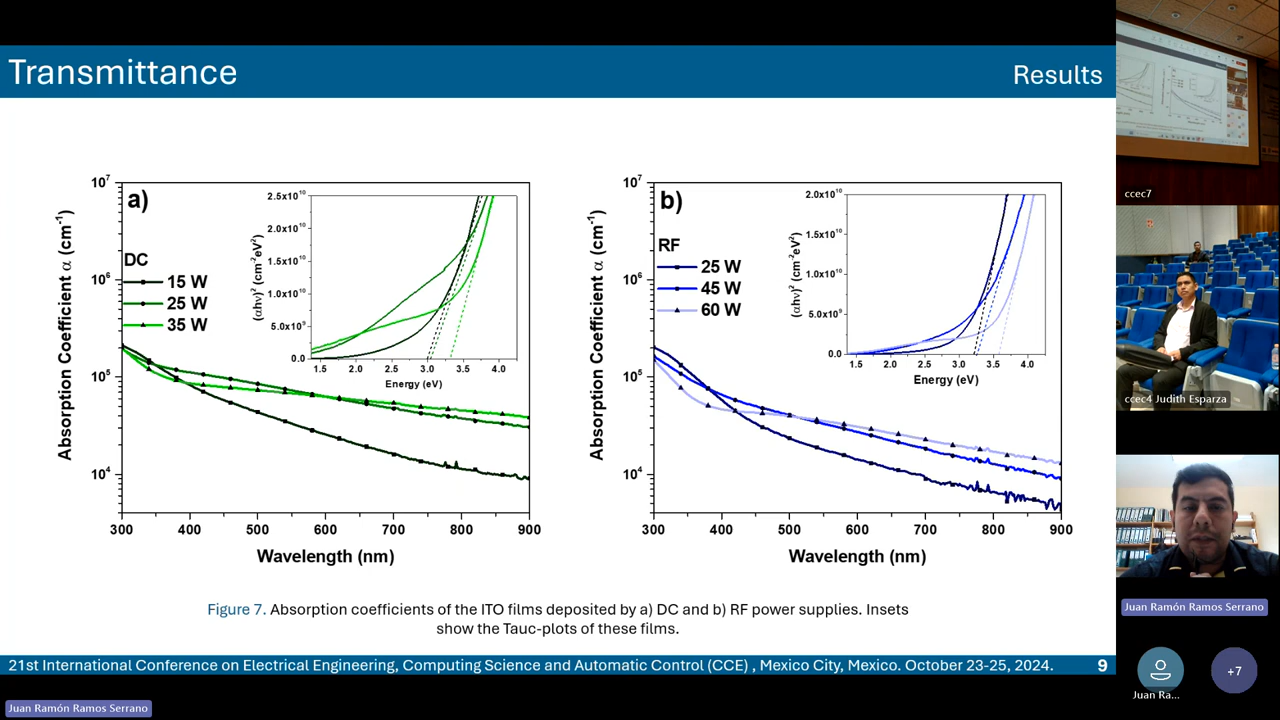 Transmittance
Results
a)
DC
15 W
25 W
35 W
10⁷
10⁶
10⁵
10⁴
Absorption Coefficient α (cm⁻¹)
300 400 500 600 700 800 900
Wavelength (nm)
2.5x10¹⁰
2.0x10¹⁰
1.5x10¹⁰
1.0x10¹⁰
5.0x10⁹
0.0
(αhν)² (cm⁻²eV²)
1.5 2.0 2.5 3.0 3.5 4.0
Energy (eV)
b)
RF
25 W
45 W
60 W
10⁷
10⁶
10⁵
10⁴
Absorption Coefficient α (cm⁻¹)
300 400 500 600 700 800 900
Wavelength (nm)
2.0x10¹⁰
1.5x10¹⁰
1.0x10¹⁰
5.0x10⁹
0.0
(αhν)² (cm⁻²eV²)
1.5 2.0 2.5 3.0 3.5 4.0
Energy (eV)
Figure 7. Absorption coefficients of the ITO films deposited by a) DC and b) RF power supplies. Insets
show the Tauc-plots of these films.
21st International Conference on Electrical Engineering, Computing Science and Automatic Control (CCE) , Mexico City, Mexico. October 23-25, 2024.
9
Juan Ramón Ramos Serrano
ccec7
ccec4 Judith Esparza
Juan Ramón Ramos Serrano
Juan Ra...
+7